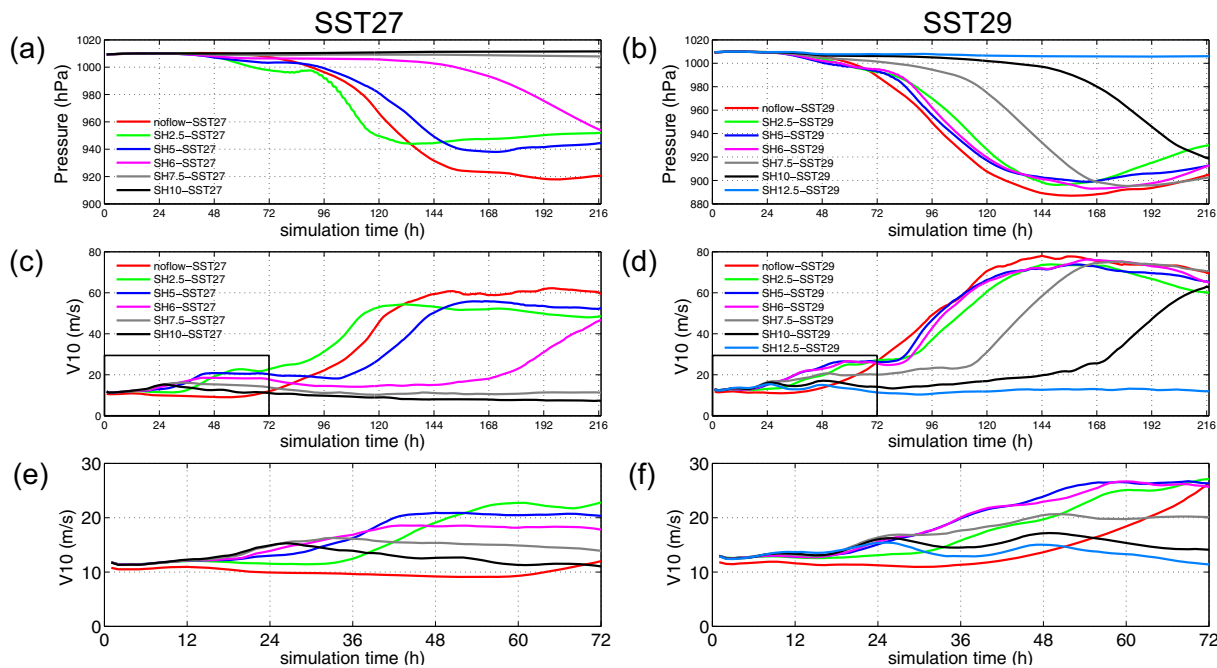 SST27
SST29
(a)
Pressure (hPa)
1020
1000
980
960
940
920
900
noflow−SST27
SH2.5−SST27
SH5−SST27
SH6−SST27
SH7.5−SST27
SH10−SST27
0 24 48 72 96 120 144 168 192 216
simulation time (h)
(b)
Pressure (hPa)
1020
1000
980
960
940
920
900
880
noflow−SST29
SH2.5−SST29
SH5−SST29
SH6−SST29
SH7.5−SST29
SH10−SST29
SH12.5−SST29
0 24 48 72 96 120 144 168 192 216
simulation time (h)
(c)
V10 (m/s)
80
60
40
20
0
noflow−SST27
SH2.5−SST27
SH5−SST27
SH6−SST27
SH7.5−SST27
SH10−SST27
0 24 48 72 96 120 144 168 192 216
simulation time (h)
(d)
V10 (m/s)
80
60
40
20
0
noflow−SST29
SH2.5−SST29
SH5−SST29
SH6−SST29
SH7.5−SST29
SH10−SST29
SH12.5−SST29
0 24 48 72 96 120 144 168 192 216
simulation time (h)
(e)
V10 (m/s)
30
20
10
0
0 12 24 36 48 60 72
simulation time (h)
(f)
V10 (m/s)
30
20
10
0
0 12 24 36 48 60 72
simulation time (h)